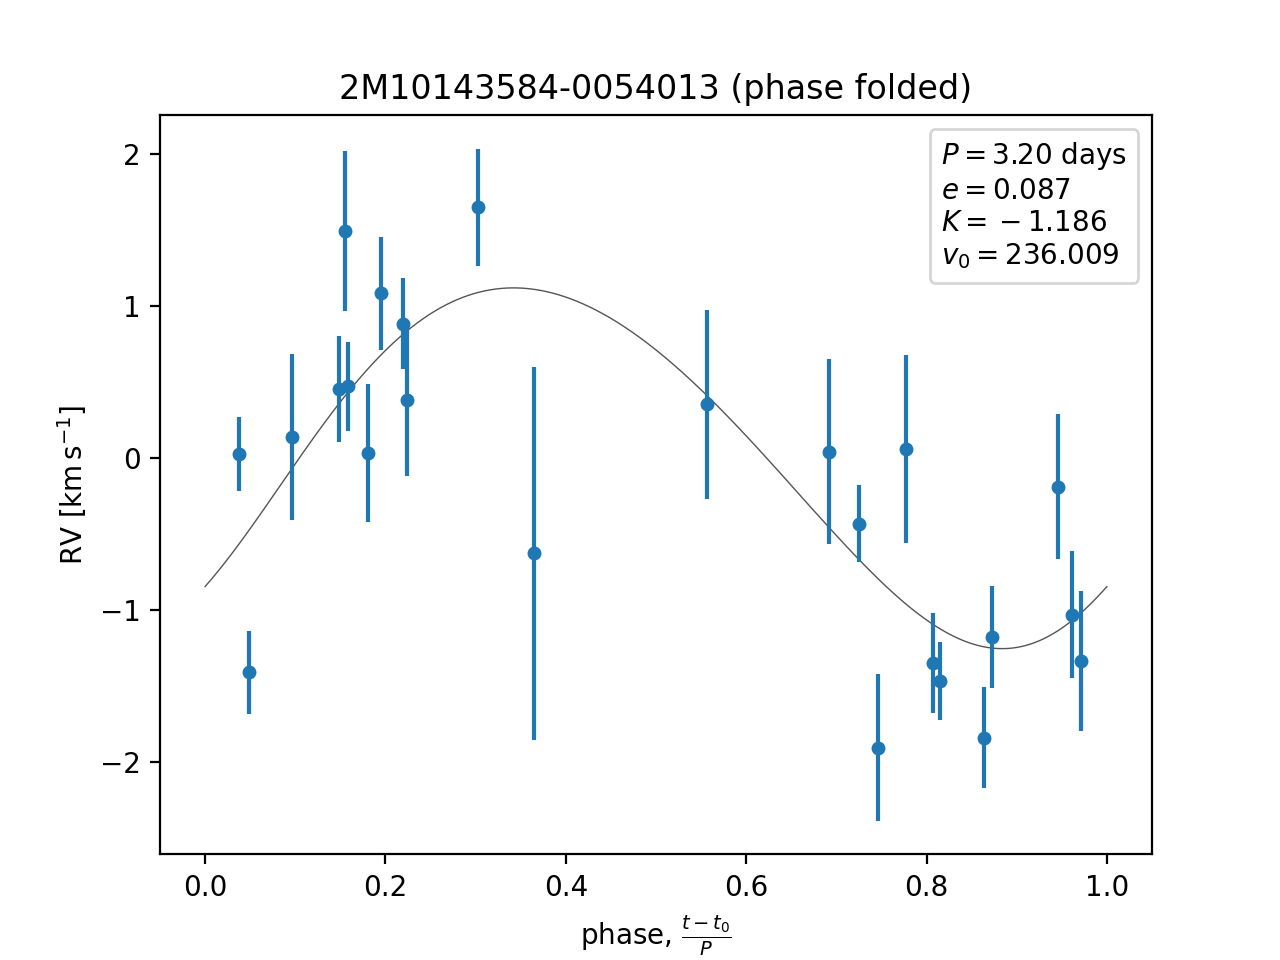 2M10143584-0054013 (phase folded)
P = 3.20 days
e = 0.087
K = −1.186
v₀ = 236.009
2
1
0
−1
−2
RV [km s⁻¹]
0.0 0.2 0.4 0.6 0.8 1.0
phase, (t − t₀)/P